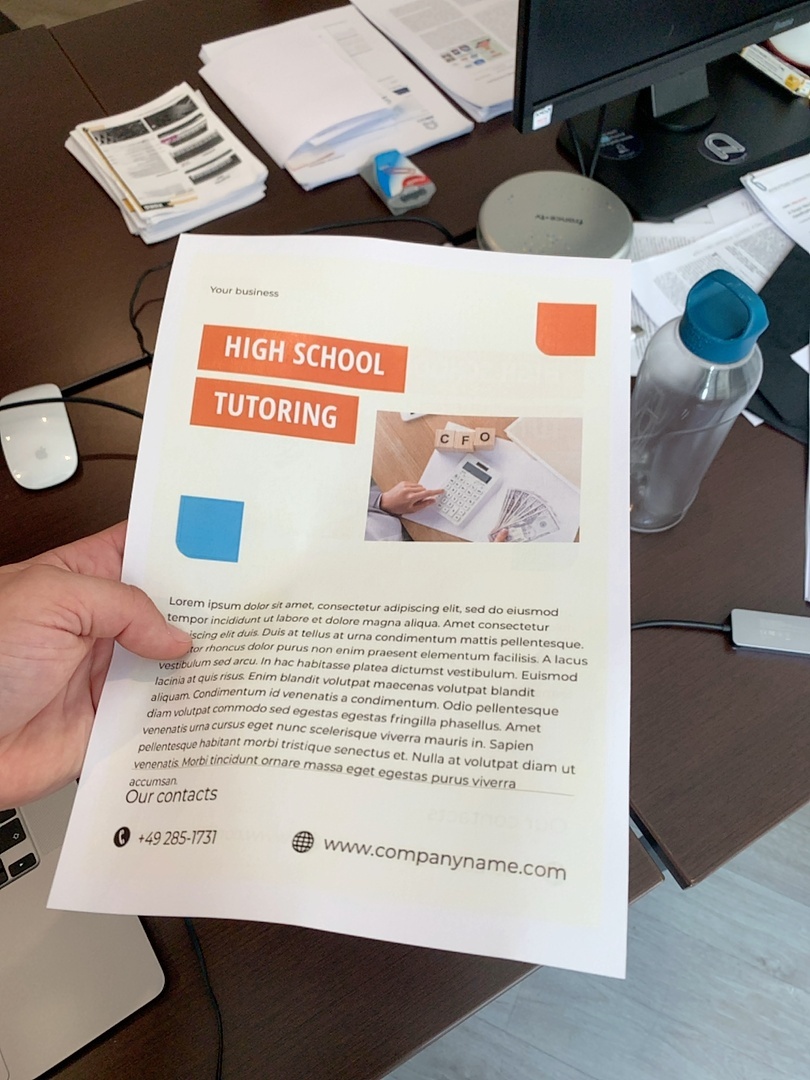 Your business
HIGH SCHOOL
TUTORING
C F O
Lorem ipsum dolor sit amet, consectetur adipiscing elit, sed do eiusmod
tempor incididunt ut labore et dolore magna aliqua. Amet consectetur
iscing elit duis. Duis at tellus at urna condimentum mattis pellentesque.
tor rhoncus dolor purus non enim praesent elementum facilisis. A lacus
vestibulum sed arcu. In hac habitasse platea dictumst vestibulum. Euismod
lacinia at quis risus. Enim blandit volutpat maecenas volutpat blandit
aliquam. Condimentum id venenatis a condimentum. Odio pellentesque
diam volutpat commodo sed egestas egestas fringilla phasellus. Amet
venenatis urna cursus eget nunc scelerisque viverra mauris in. Sapien
pellentesque habitant morbi tristique senectus et. Nulla at volutpat diam ut
venenatis. Morbi tincidunt ornare massa eget egestas purus viverra
accumsan.
Our contacts
+49 285-1731
www.companyname.com
france•tv